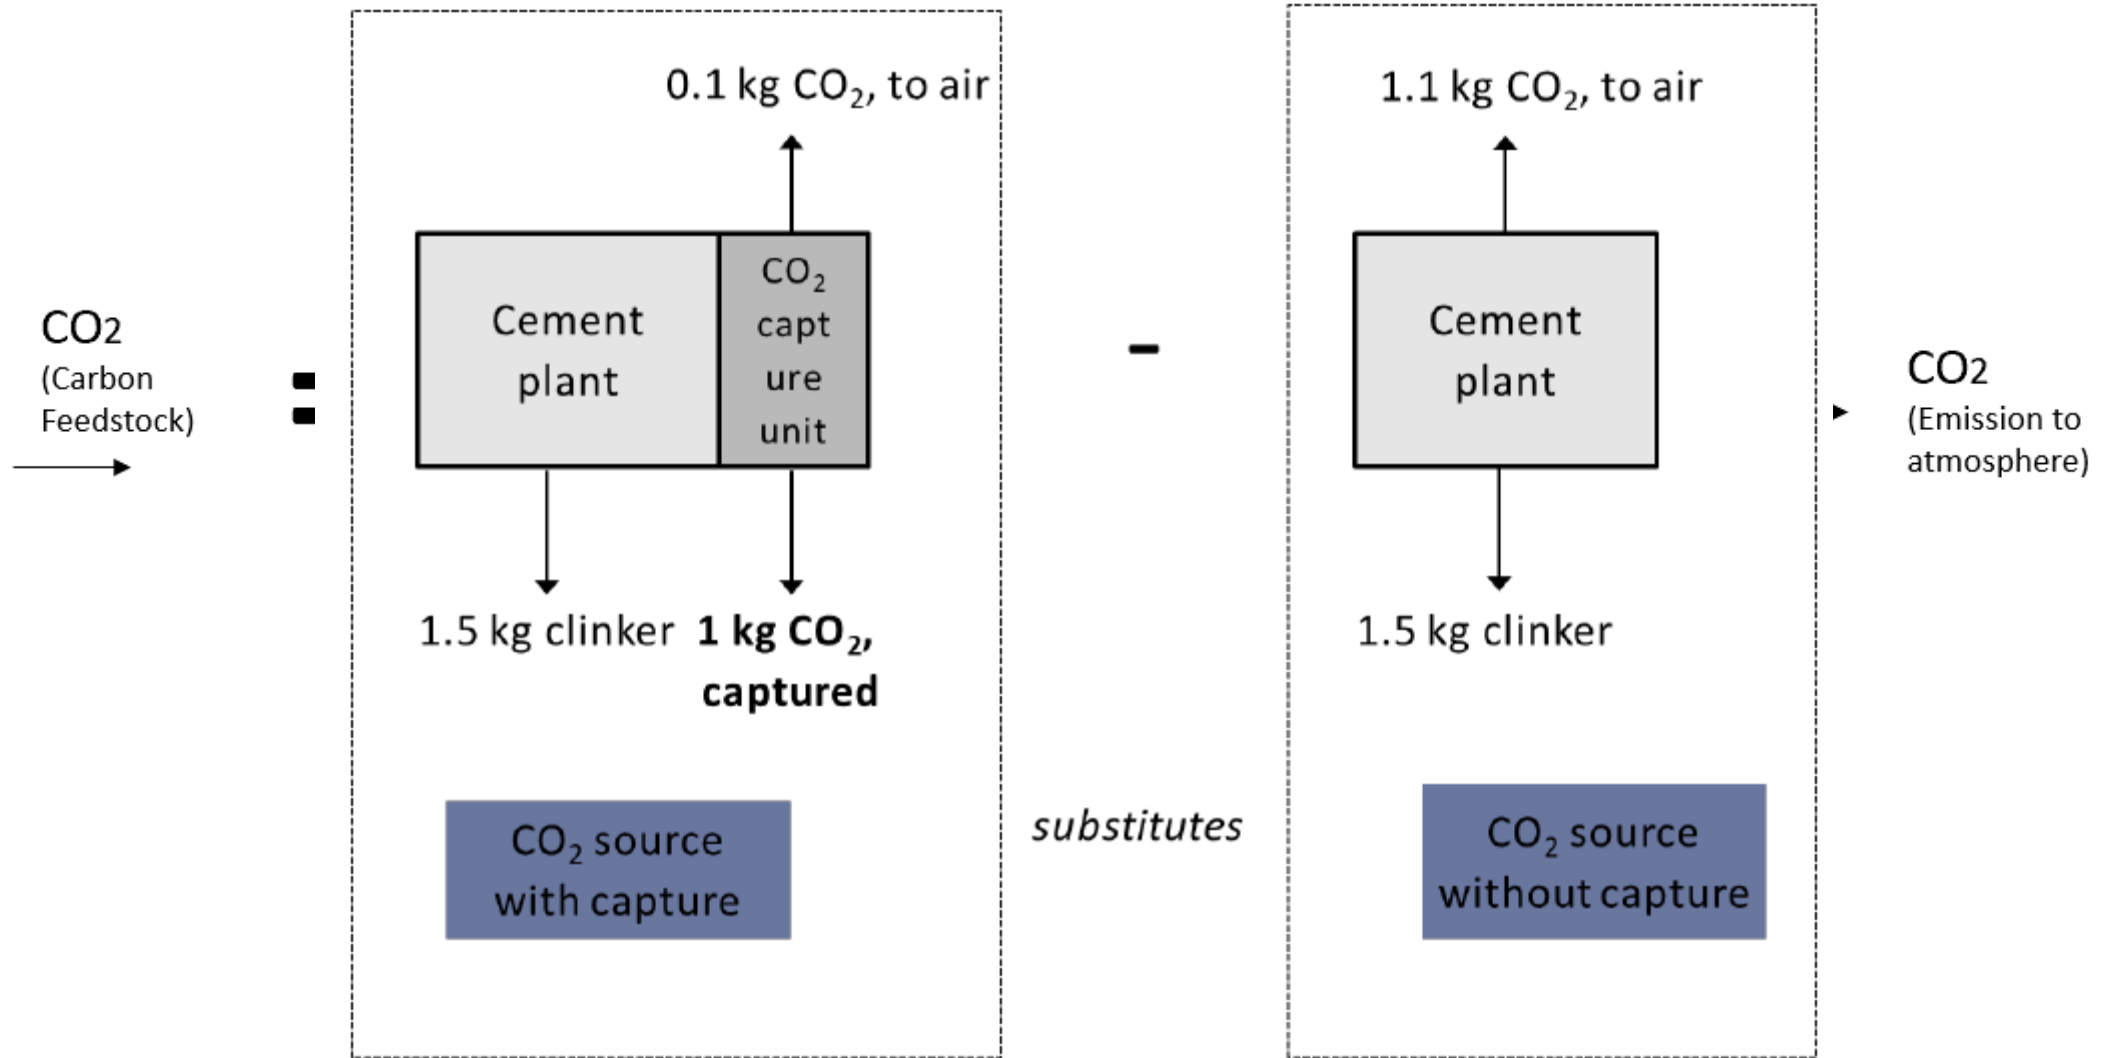 CO2
(Carbon
Feedstock)
=
0.1 kg CO₂, to air
Cement
plant
CO₂
capt
ure
unit
1.5 kg clinker
1 kg CO₂,
captured
CO₂ source
with capture
-
substitutes
1.1 kg CO₂, to air
Cement
plant
1.5 kg clinker
CO₂ source
without capture
CO2
(Emission to
atmosphere)